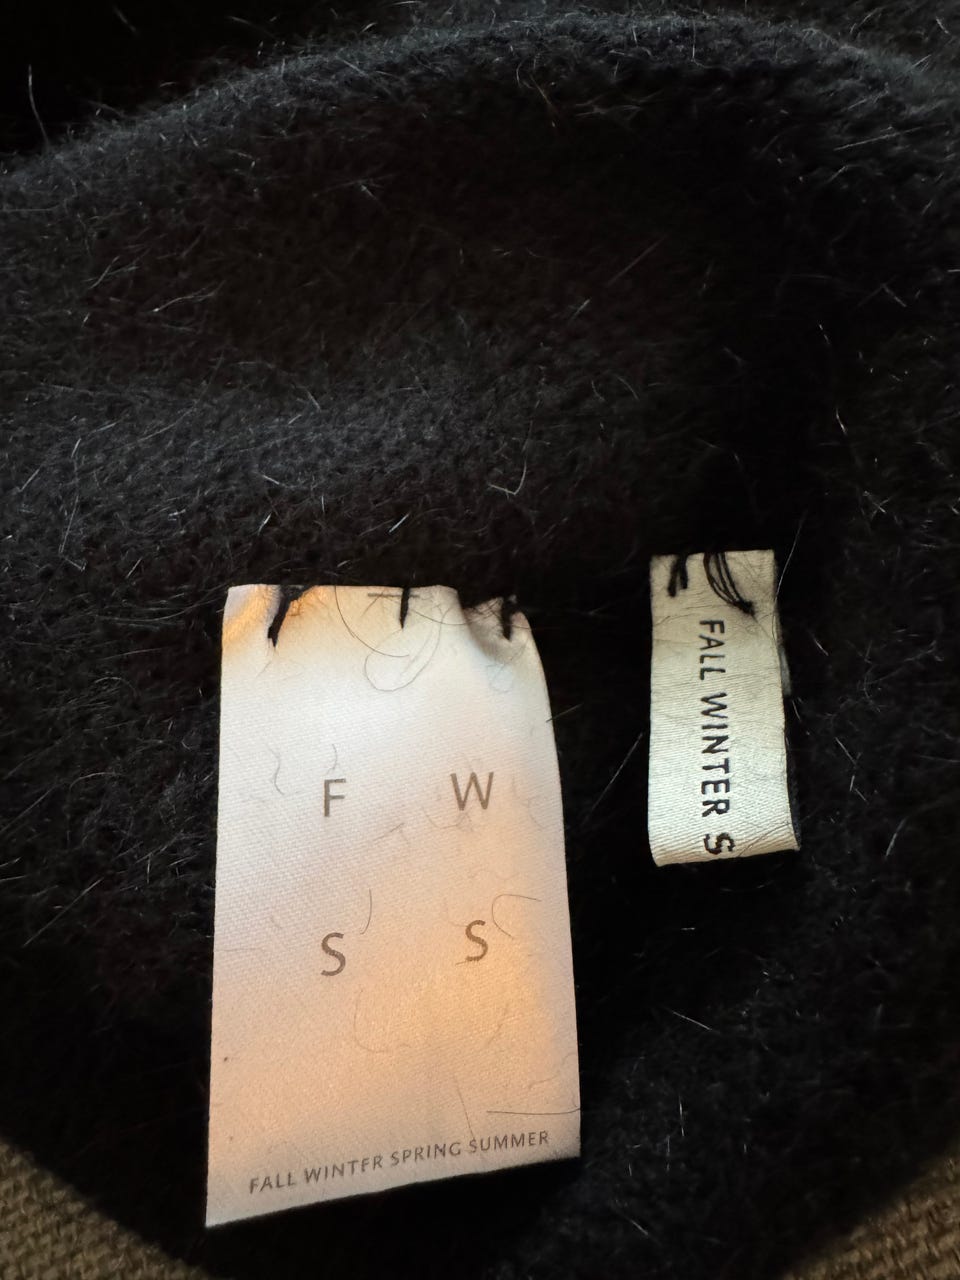 F W
S S
FALL WINTER SPRING SUMMER
FALL WINTER S